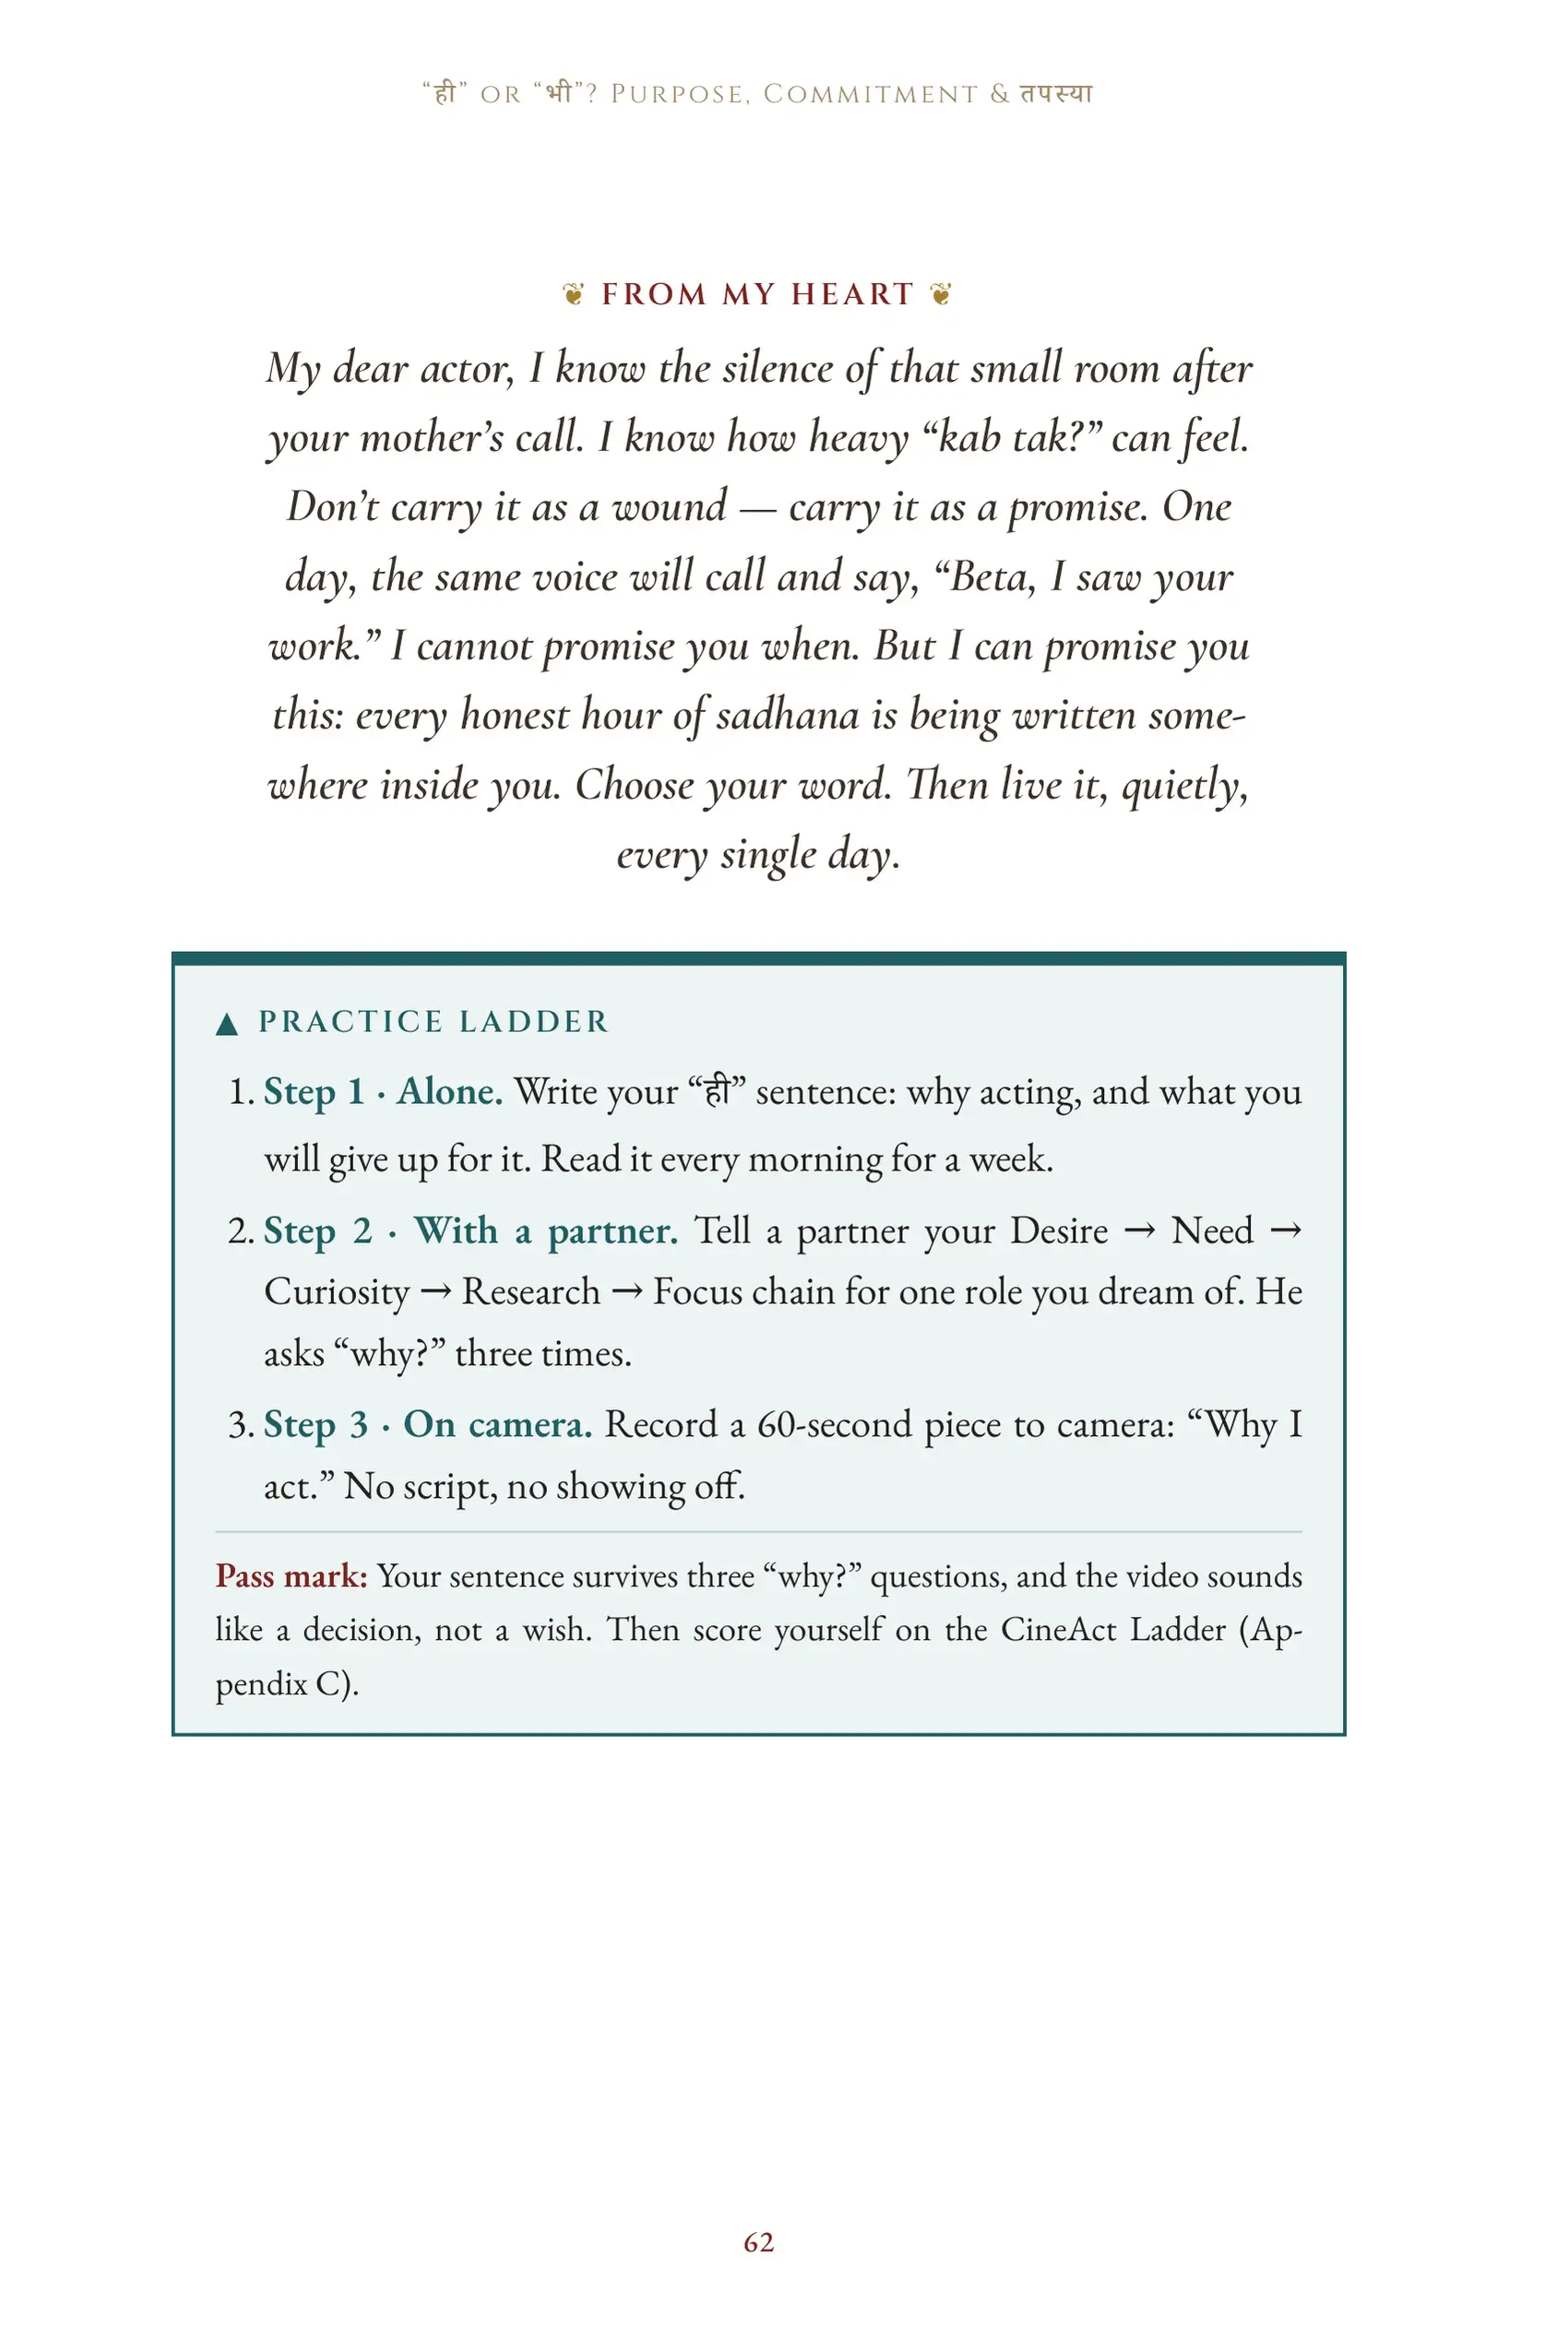 “ही” or “भी”? Purpose, Commitment & तपस्या
❦ FROM MY HEART ❦
My dear actor, I know the silence of that small room after
your mother’s call. I know how heavy “kab tak?” can feel.
Don’t carry it as a wound — carry it as a promise. One
day, the same voice will call and say, “Beta, I saw your
work.” I cannot promise you when. But I can promise you
this: every honest hour of sadhana is being written some-
where inside you. Choose your word. Then live it, quietly,
every single day.
▲ PRACTICE LADDER
1. Step 1 · Alone. Write your “ही” sentence: why acting, and what you
will give up for it. Read it every morning for a week.
2. Step 2 · With a partner. Tell a partner your Desire → Need →
Curiosity → Research → Focus chain for one role you dream of. He
asks “why?” three times.
3. Step 3 · On camera. Record a 60-second piece to camera: “Why I
act.” No script, no showing off.
Pass mark: Your sentence survives three “why?” questions, and the video sounds
like a decision, not a wish. Then score yourself on the CineAct Ladder (Ap-
pendix C).
62